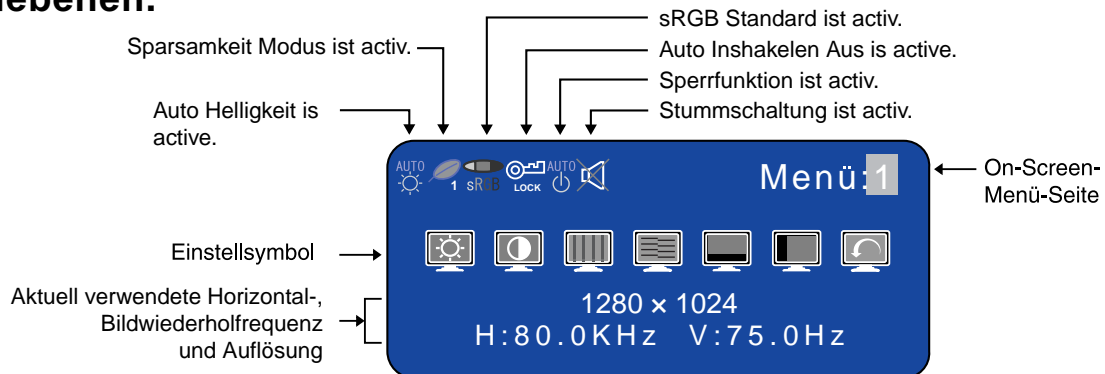 sRGB Standard ist activ.
Sparsamkeit Modus ist activ.
Auto Inshakelen Aus is active.
Sperrfunktion ist activ.
Auto Helligkeit is
active.
Stummschaltung ist activ.
AUTO
1
sRGB
LOCK
AUTO
Menü:1
On-Screen-
Menü-Seite
Einstellsymbol
Aktuell verwendete Horizontal-,
Bildwiederholfrequenz
und Auflösung
1280 × 1024
H:80.0KHz V:75.0Hz